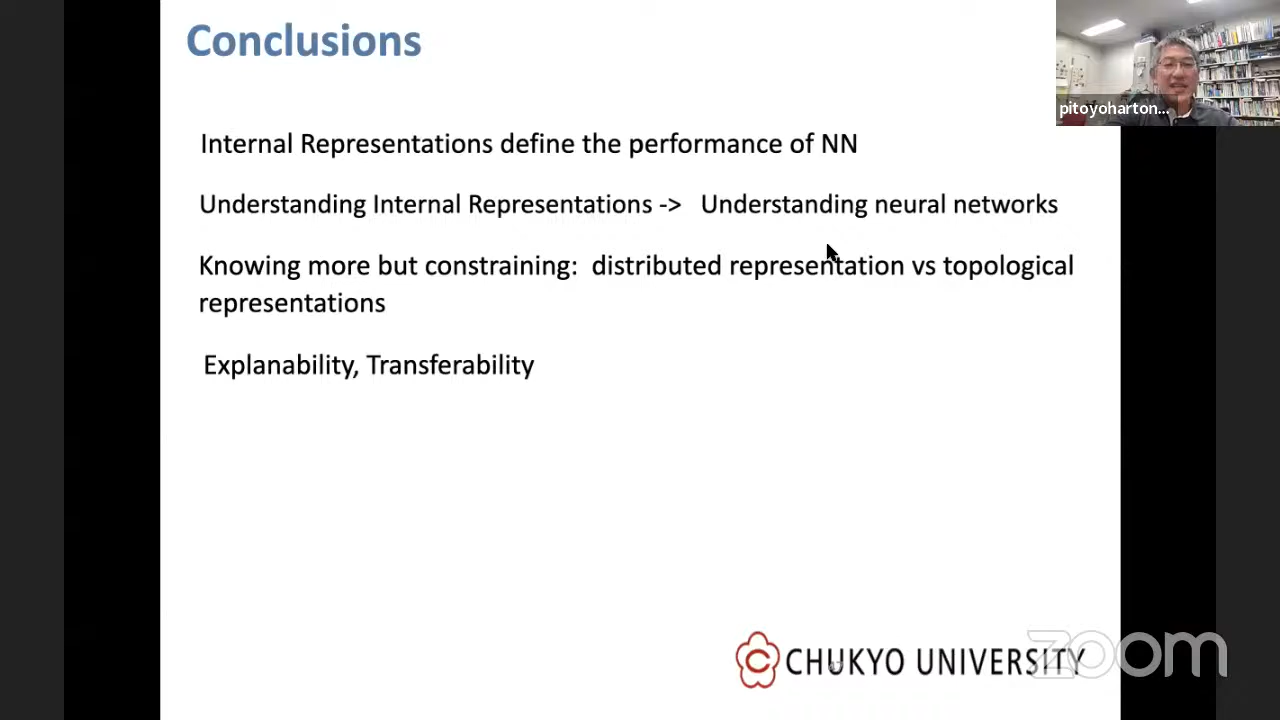 Conclusions
pitoyoharton...
Internal Representations define the performance of NN
Understanding Internal Representations -> Understanding neural networks
Knowing more but constraining: distributed representation vs topological
representations
Explanability, Transferability
CHUKYO UNIVERSITY
zoom